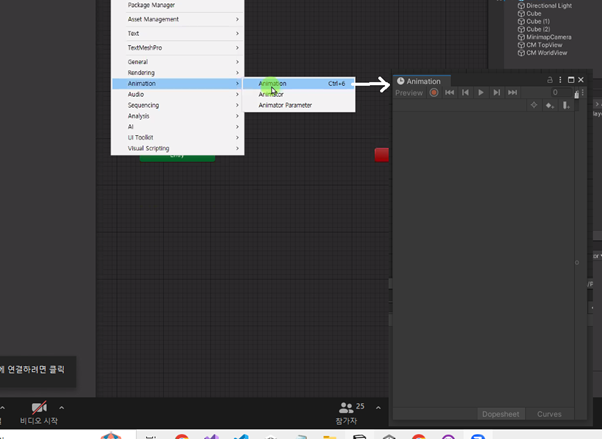 Package Manager
Asset Management
Text
TextMeshPro
General
Rendering
Animation
Audio
Sequencing
Analysis
AI
UI Toolkit
Visual Scripting
Animation Ctrl+6
Animator
Animator Parameter
Directional Light
Cube
Cube (1)
Cube (2)
MinimapCamera
CM TopView
CM WorldView
Animation
Preview
0
Dopesheet
Curves
에 연결하려면 클릭
비디오 시작
25
참가자